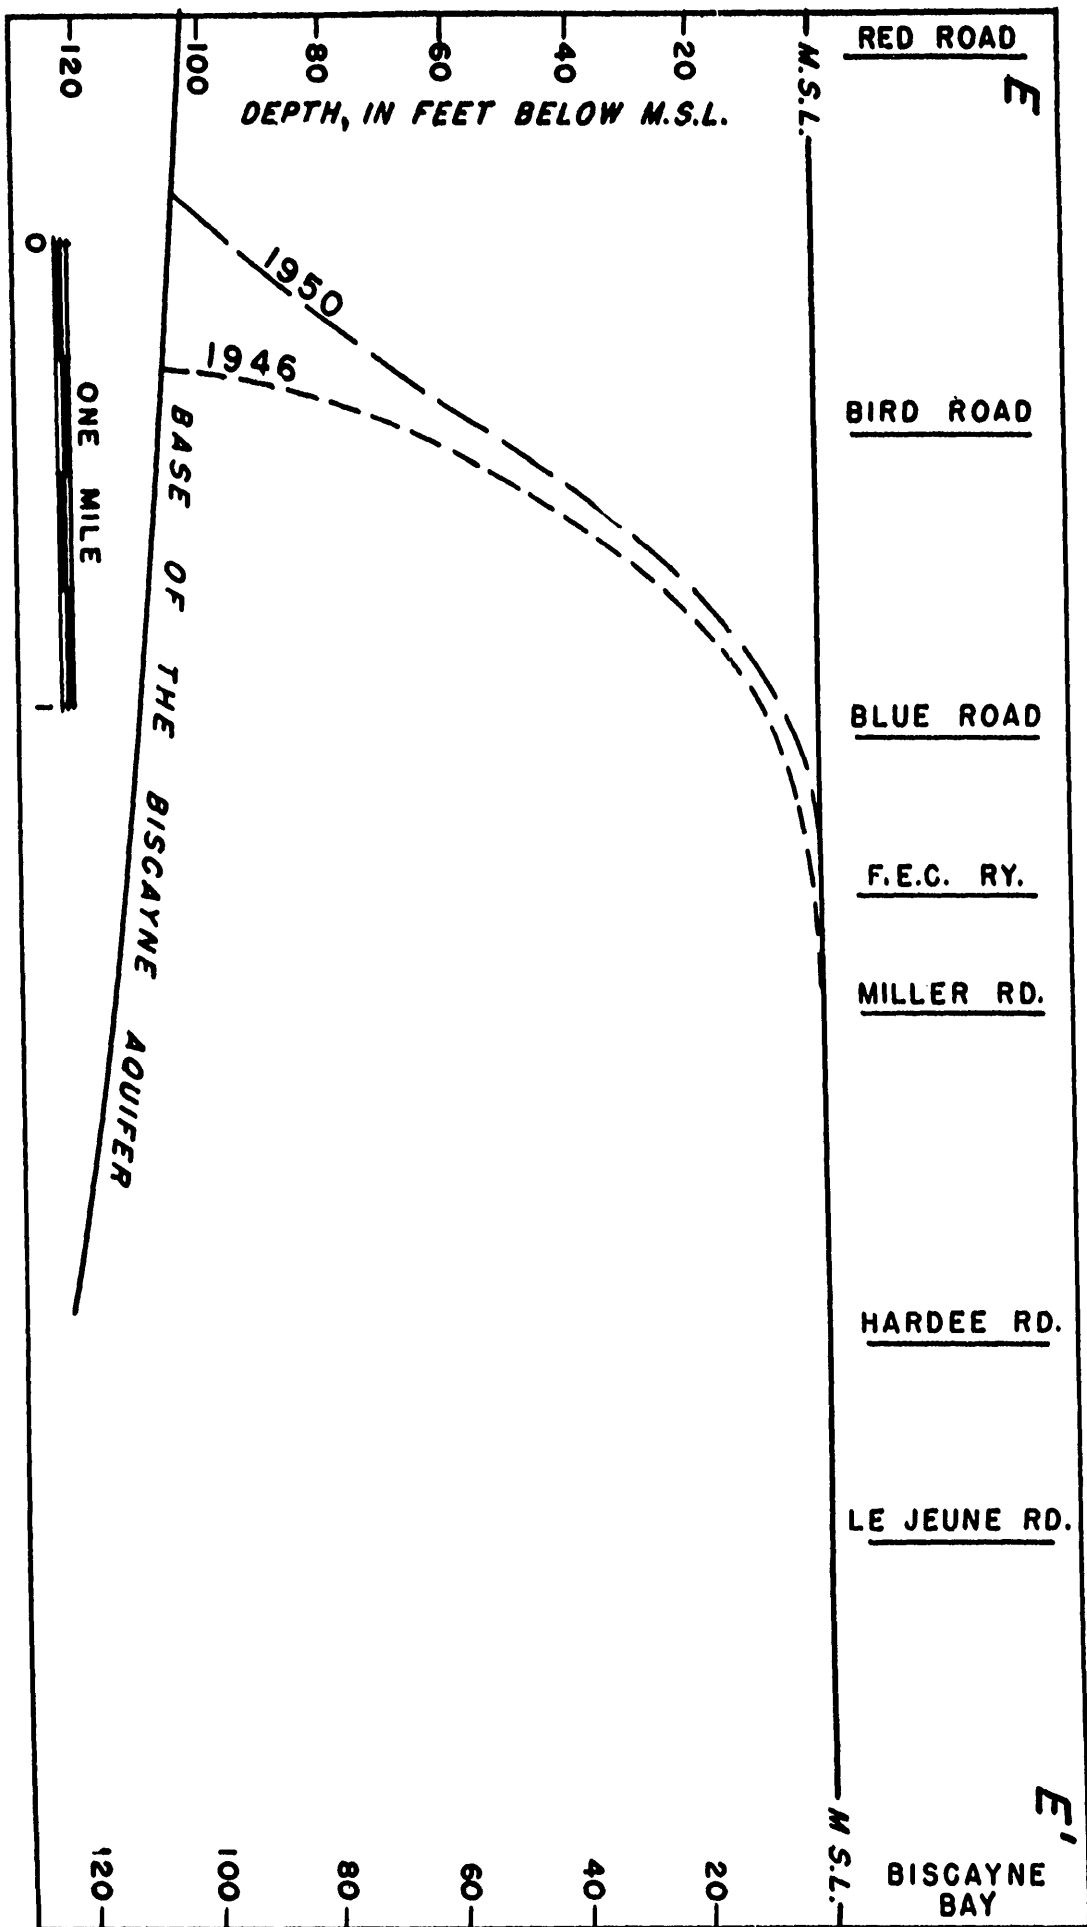 E
E'
RED ROAD
BIRD ROAD
BLUE ROAD
F.E.C. RY.
MILLER RD.
HARDEE RD.
LE JEUNE RD.
BISCAYNE
BAY
M.S.L.
M S.L.
20
40
60
80
100
120
DEPTH, IN FEET BELOW M.S.L.
20
40
60
80
100
120
1950
1946
BASE OF THE BISCAYNE AQUIFER
0
1
ONE MILE